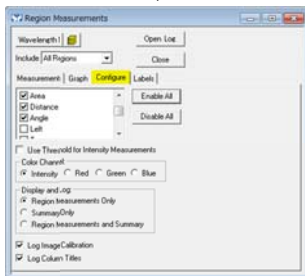 Region Measurements
Wavelength1
Open Log
Include All Regions
Close
Measurement Graph Configure Labels
Area
Distance
Angle
Left
Enable All
Disable All
Use Threshold for Intensity Measurements
Color Channel:
Intensity Red Green Blue
Display and Log
Region Measurements Only
Summary Only
Region Measurements and Summary
Log Image Calibration
Log Column Titles